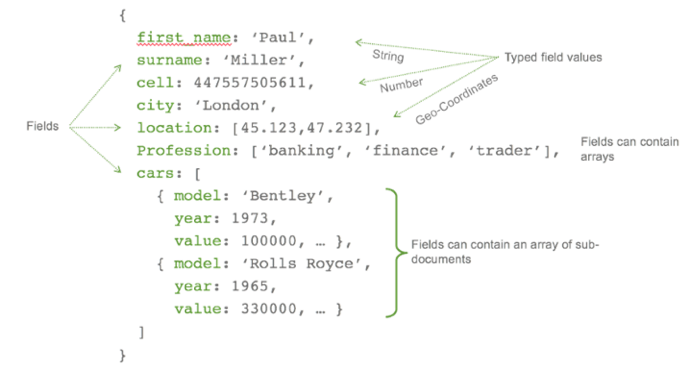 {
first_name: ‘Paul’,
surname: ‘Miller’,
cell: 447557505611,
city: ‘London’,
location: [45.123,47.232],
Profession: [‘banking’, ‘finance’, ‘trader’],
cars: [
{ model: ‘Bentley’,
year: 1973,
value: 100000, … },
{ model: ‘Rolls Royce’,
year: 1965,
value: 330000, … }
]
}
Fields
String
Number
Geo-Coordinates
Typed field values
Fields can contain
arrays
Fields can contain an array of sub-
documents